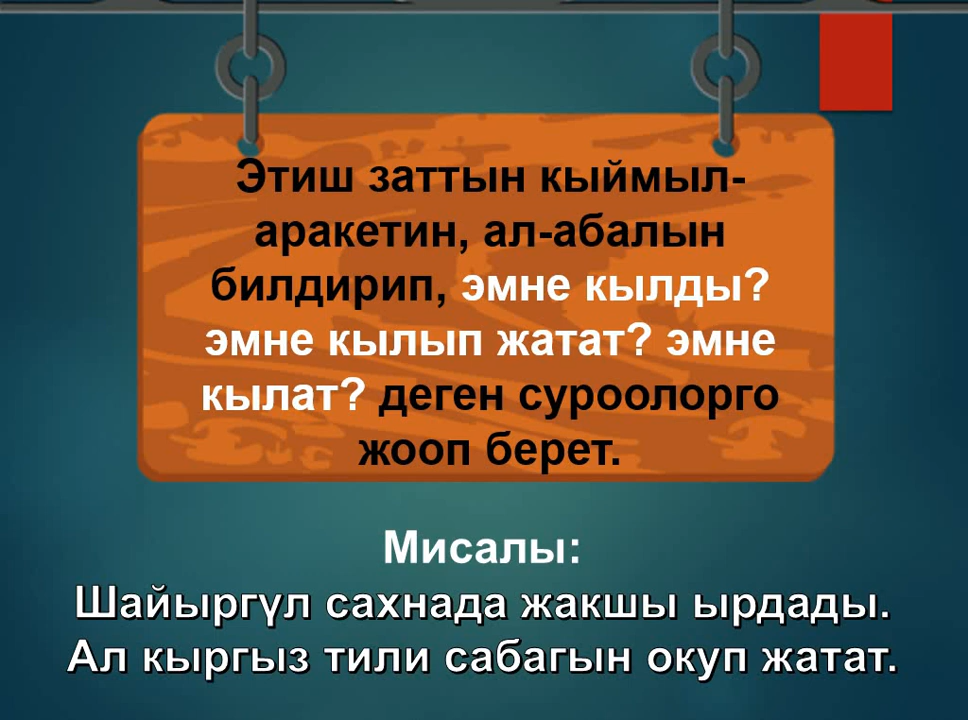 Этиш заттын кыймыл-
аракетин, ал-абалын
билдирип, эмне кылды?
эмне кылып жатат? эмне
кылат? деген суроолорго
жооп берет.
Мисалы:
Шайыргүл сахнада жакшы ырдады.
Ал кыргыз тили сабагын окуп жатат.